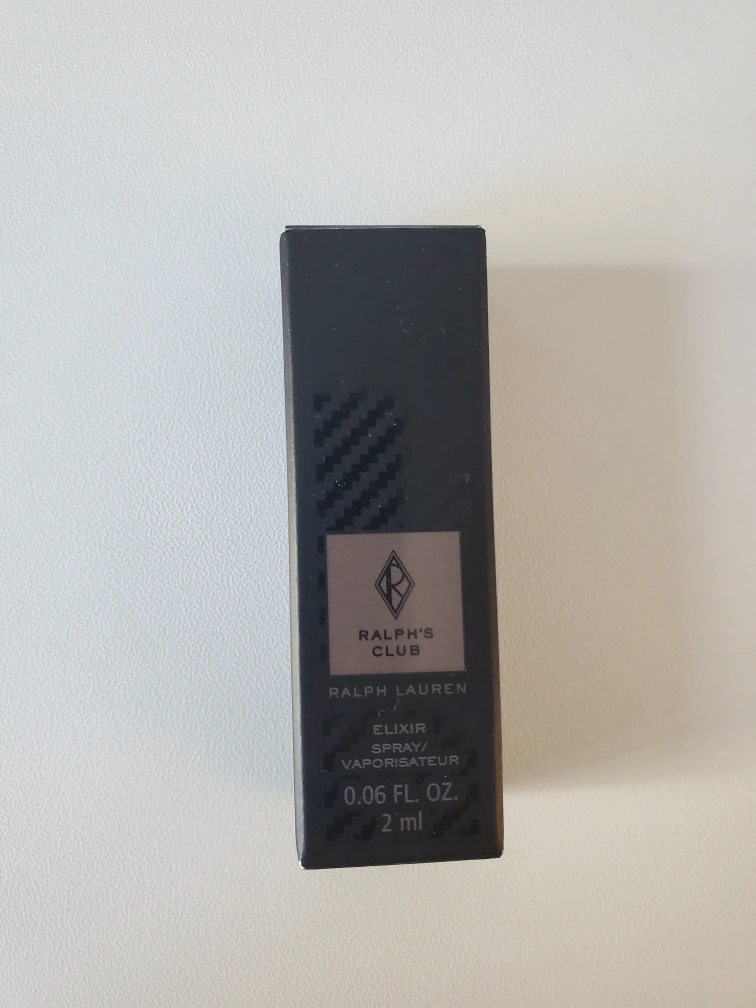 R
RALPH'S
CLUB
RALPH LAUREN
ELIXIR
SPRAY/
VAPORISATEUR
0.06 FL. OZ.
2 ml